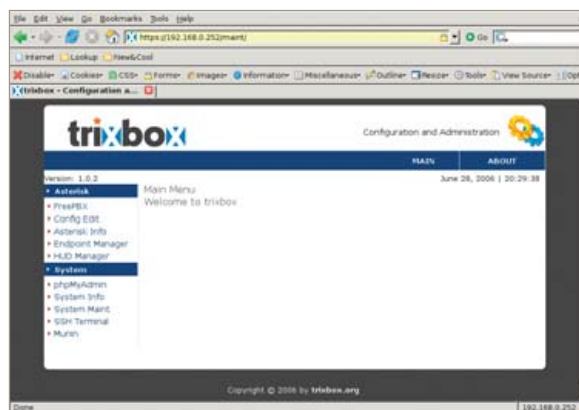 File Edit View Go Bookmarks Tools Help
https://192.168.0.252/maint/
Go
Internet Lookup New&Cool
Disable Cookies CSS Forms Images Information Miscellaneous Outline Resize Tools View Source
trixbox - Configuration a...
trixbox
Configuration and Administration
MAIN ABOUT
Version: 1.0.2
June 28, 2006 | 20:29:38
Asterisk
FreePBX
Config Edit
Asterisk Info
Endpoint Manager
HUD Manager
System
phpMyAdmin
System Info
System Maint
SSH Terminal
Munin
Main Menu
Welcome to trixbox
Copyright © 2006 by trixbox.org
Done
192.168.0.252